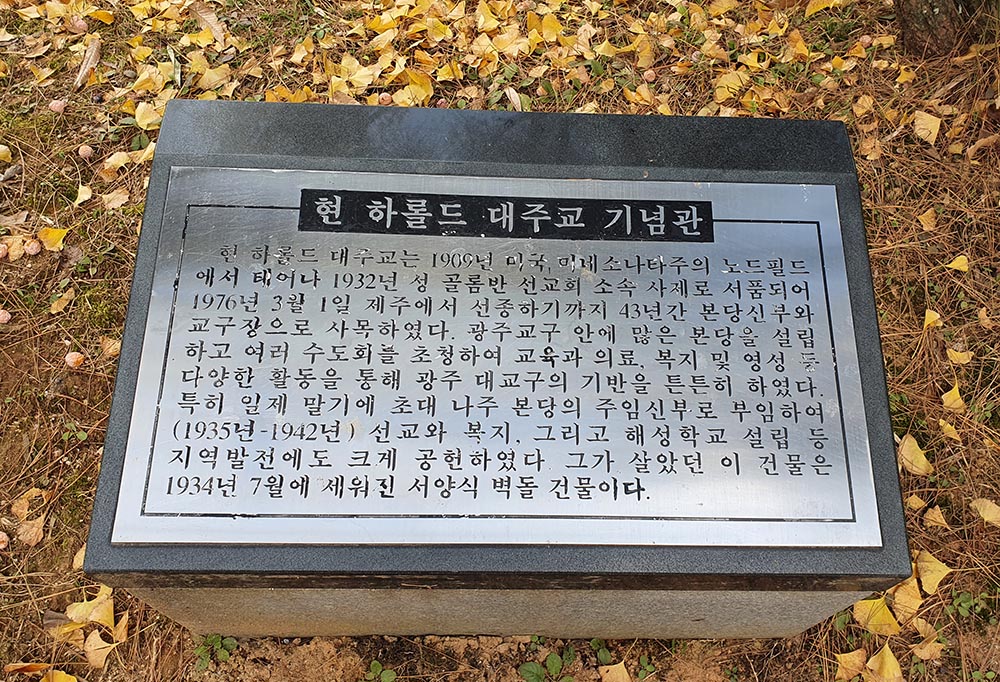 현 하롤드 대주교 기념관
현 하롤드 대주교는 1909년 미국, 미네소나타주의 노드필드
에서 태어나 1932년 성 골롬반 선교회 소속 사제로 서품되어
1976년 3월 1일 제주에서 선종하기까지 43년간 본당신부와
교구장으로 사목하였다. 광주교구 안에 많은 본당을 설립
하고 여러 수도회를 초청하여 교육과 의료, 복지 및 영성 등
다양한 활동을 통해 광주 대교구의 기반을 튼튼히 하였다.
특히 일제 말기에 초대 나주 본당의 주임신부로 부임하여
(1935년-1942년) 선교와 복지, 그리고 해성학교 설립 등
지역발전에도 크게 공헌하였다. 그가 살았던 이 건물은
1934년 7월에 세워진 서양식 벽돌 건물이다.